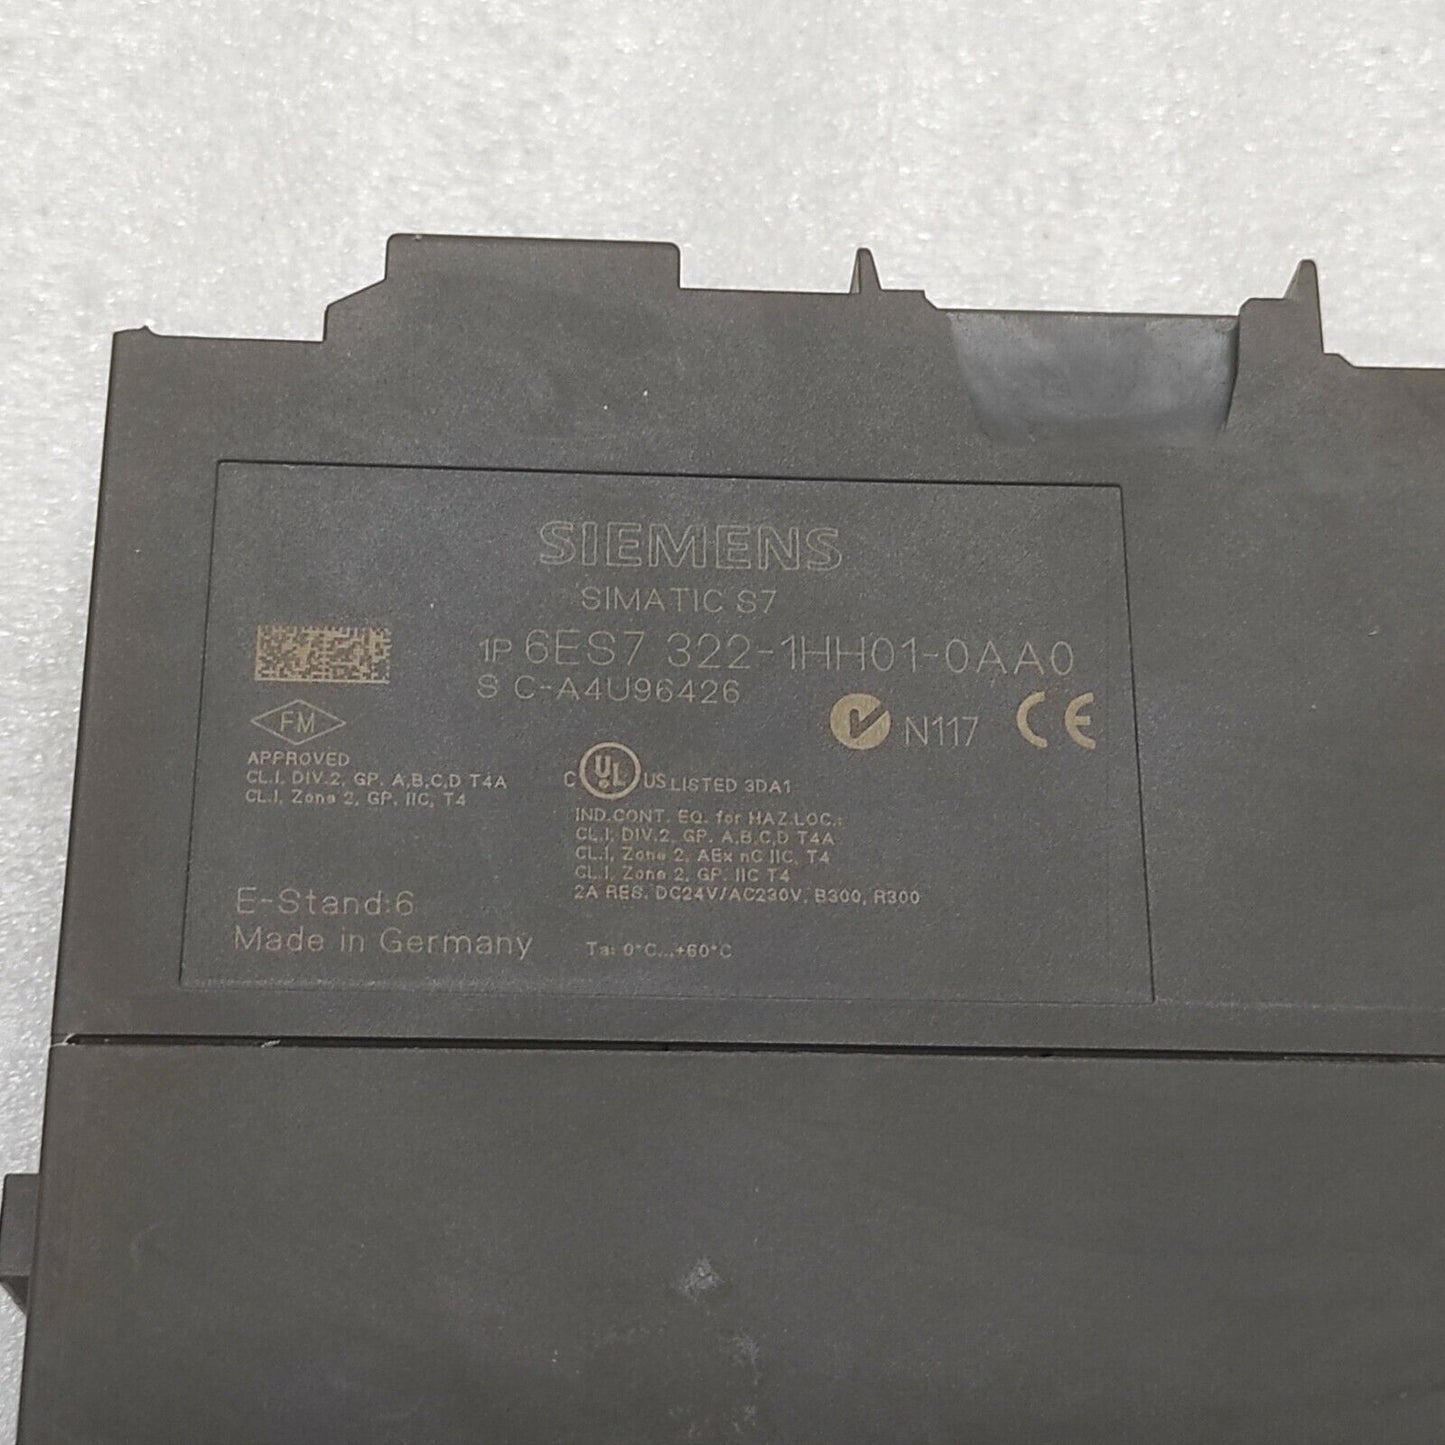 SIEMENS
SIMATIC S7
1P 6ES7 322-1HH01-0AA0
S C-A4U96426
N117 CE
FM
APPROVED
CL.I, DIV.2, GP. A,B,C,D T4A
CL.I, Zone 2, GP. IIC, T4
C UL US LISTED 3DA1
IND.CONT. EQ. for HAZ.LOC.:
CL.I, DIV.2, GP. A,B,C,D T4A
CL.I, Zone 2, AEx nC IIC, T4
CL.I, Zone 2, GP. IIC T4
2A RES. DC24V/AC230V, B300, R300
E-Stand:6
Made in Germany
Ta: 0°C...+60°C